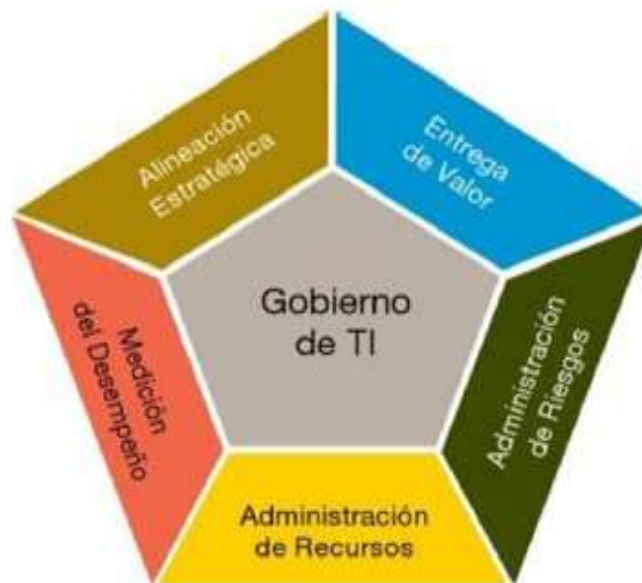 Alineación
Estratégica
Entrega
de Valor
Gobierno
de TI
Medición
del Desempeño
Administración
de Riesgos
Administración
de Recursos